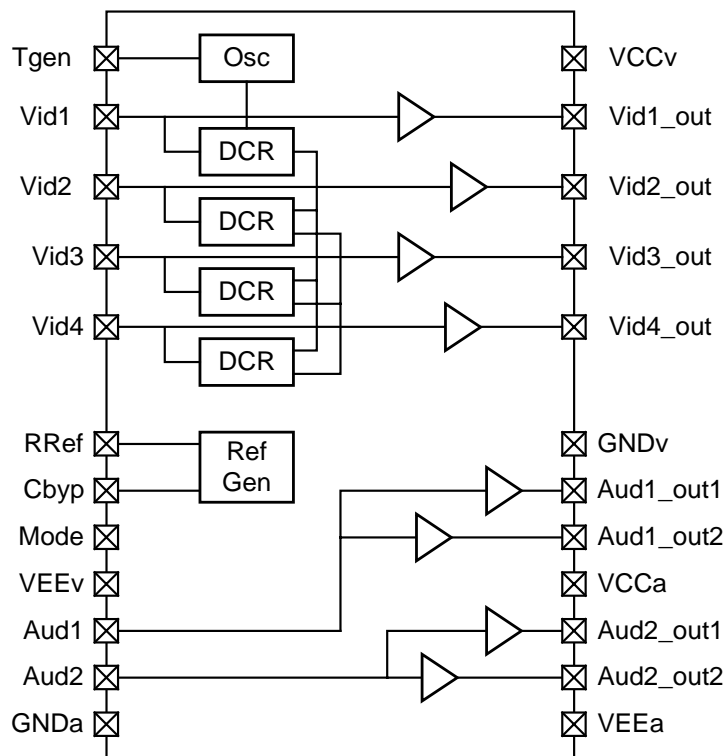 Tgen
Osc
VCCv
Vid1
Vid1_out
DCR
Vid2
Vid2_out
DCR
Vid3
Vid3_out
DCR
Vid4
Vid4_out
DCR
RRef
Ref
Gen
GNDv
Cbyp
Aud1_out1
Mode
Aud1_out2
VEEv
VCCa
Aud1
Aud2_out1
Aud2
Aud2_out2
GNDa
VEEa